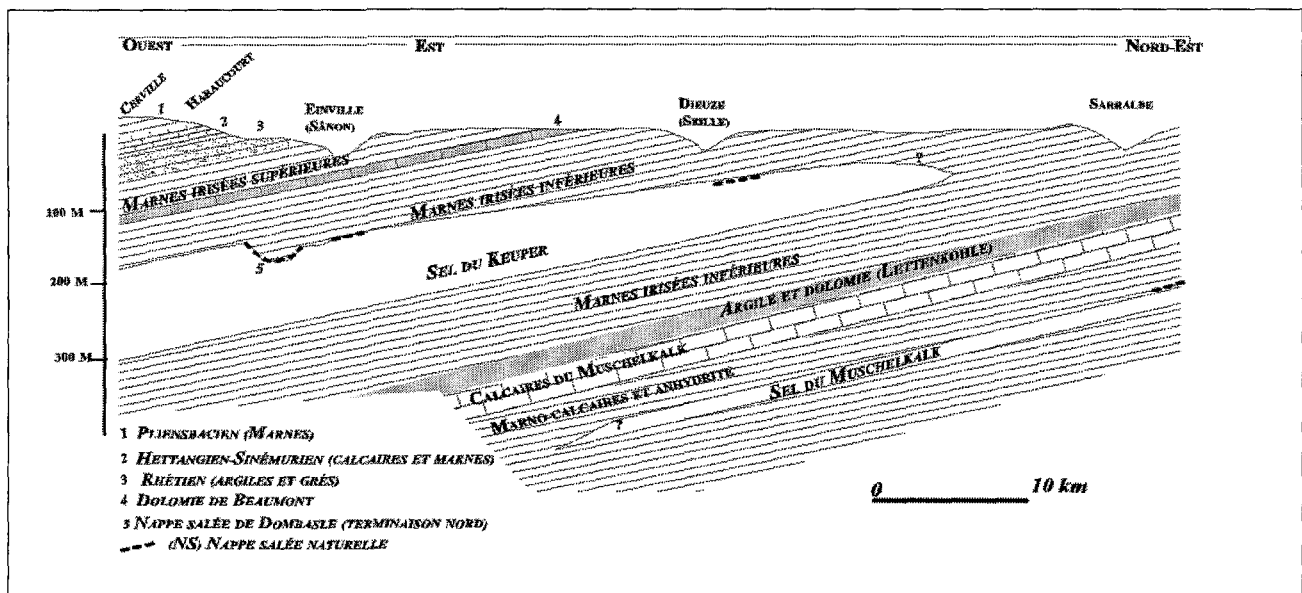 OUEST EST NORD-EST
CERVILLE
1
HARAUCOURT
2
3
EINVILLE
(SÂNON)
4
DIEUZE
(SEILLE)
SARRALBE
?
MARNES IRISÉES SUPÉRIEURES
MARNES IRISÉES INFÉRIEURES
100 M
5
SEL DU KEUPER
200 M
MARNES IRISÉES INFÉRIEURES
ARGILE ET DOLOMIE (LETTENKOHLE)
300 M
CALCAIRES DU MUSCHELKALK
MARNO-CALCAIRES ET ANHYDRITE
SEL DU MUSCHELKALK
?
1 PLIENSBACIEN (MARNES)
2 HETTANGIEN-SINÉMURIEN (CALCAIRES ET MARNES)
3 RHÉTIEN (ARGILES ET GRÈS)
4 DOLOMIE DE BEAUMONT
5 NAPPE SALÉE DE DOMBASLE (TERMINAISON NORD)
(NS) NAPPE SALÉE NATURELLE
0 10 km